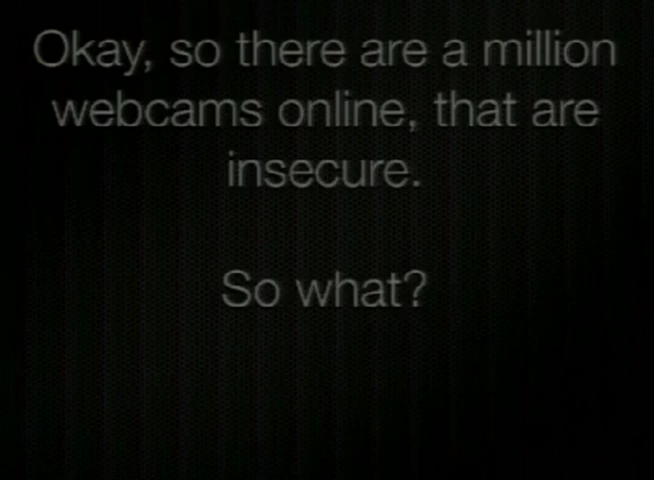 Okay, so there are a million
webcams online, that are
insecure.
So what?